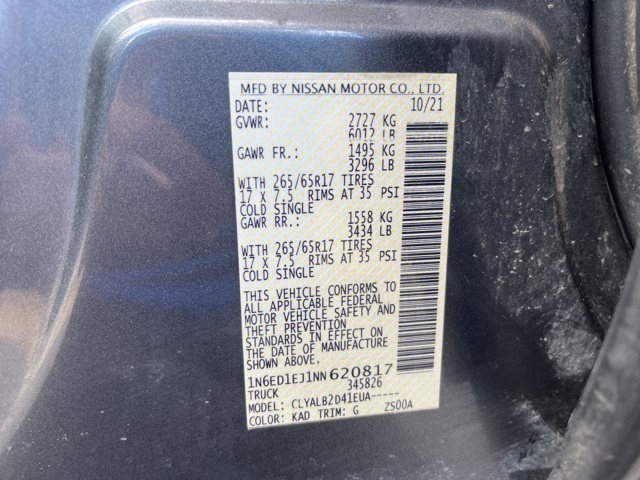 MFD BY NISSAN MOTOR CO., LTD.
DATE: 10/21
GVWR: 2727 KG
6012 LB
GAWR FR.: 1495 KG
3296 LB
WITH 265/65R17 TIRES
17 X 7.5 RIMS AT 35 PSI
COLD SINGLE
GAWR RR.: 1558 KG
3434 LB
WITH 265/65R17 TIRES
17 X 7.5 RIMS AT 35 PSI
COLD SINGLE
THIS VEHICLE CONFORMS TO
ALL APPLICABLE FEDERAL
MOTOR VEHICLE SAFETY AND
THEFT PREVENTION
STANDARDS IN EFFECT ON
THE DATE OF MANUFACTURE
SHOWN ABOVE.
1N6ED1EJ1NN620817
TRUCK 345826
MODEL: CLYALB2D41EUA-----
COLOR: KAD TRIM: G ZS00A